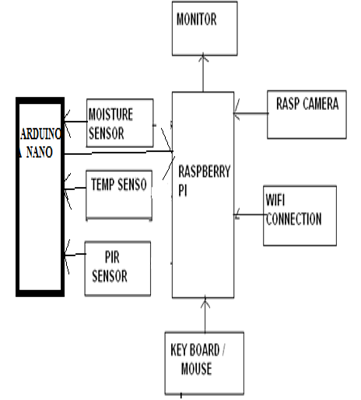 MONITOR
MOISTURE
SENSOR
RASP CAMERA
ARDUINO
NANO
RASPBERRY
PI
TEMP SENSO
WIFI
CONNECTION
PIR
SENSOR
KEY BOARD /
MOUSE